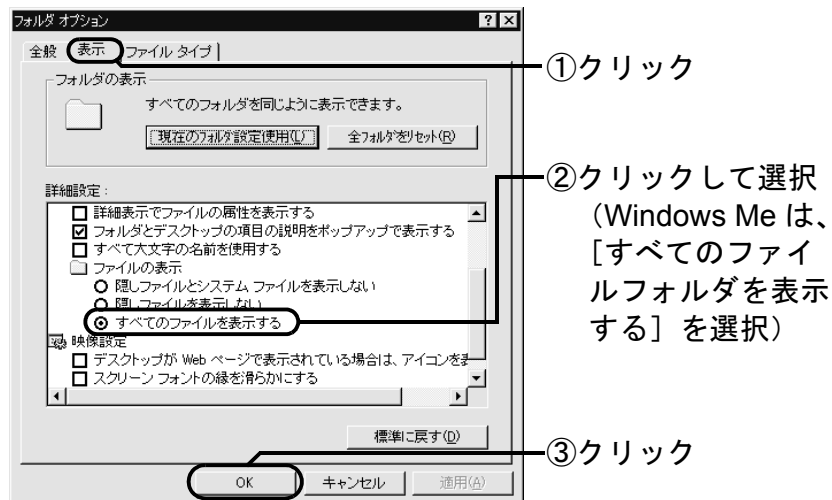 フォルダ オプション
全般
表示
ファイル タイプ
①クリック
フォルダの表示
すべてのフォルダを同じように表示できます。
現在のフォルダ設定使用(L)
全フォルダをリセット(R)
②クリックして選択
（Windows Me は、
［すべてのファイ
ルフォルダを表示
する］を選択）
詳細設定：
詳細表示でファイルの属性を表示する
フォルダとデスクトップの項目の説明をポップアップで表示する
すべて大文字の名前を使用する
ファイルの表示
隠しファイルとシステム ファイルを表示しない
隠しファイルを表示しない
すべてのファイルを表示する
映像設定
デスクトップが Web ページで表示されている場合は、アイコンをま
スクリーン フォントの縁を滑らかにする
標準に戻す(D)
③クリック
OK
キャンセル
適用(A)